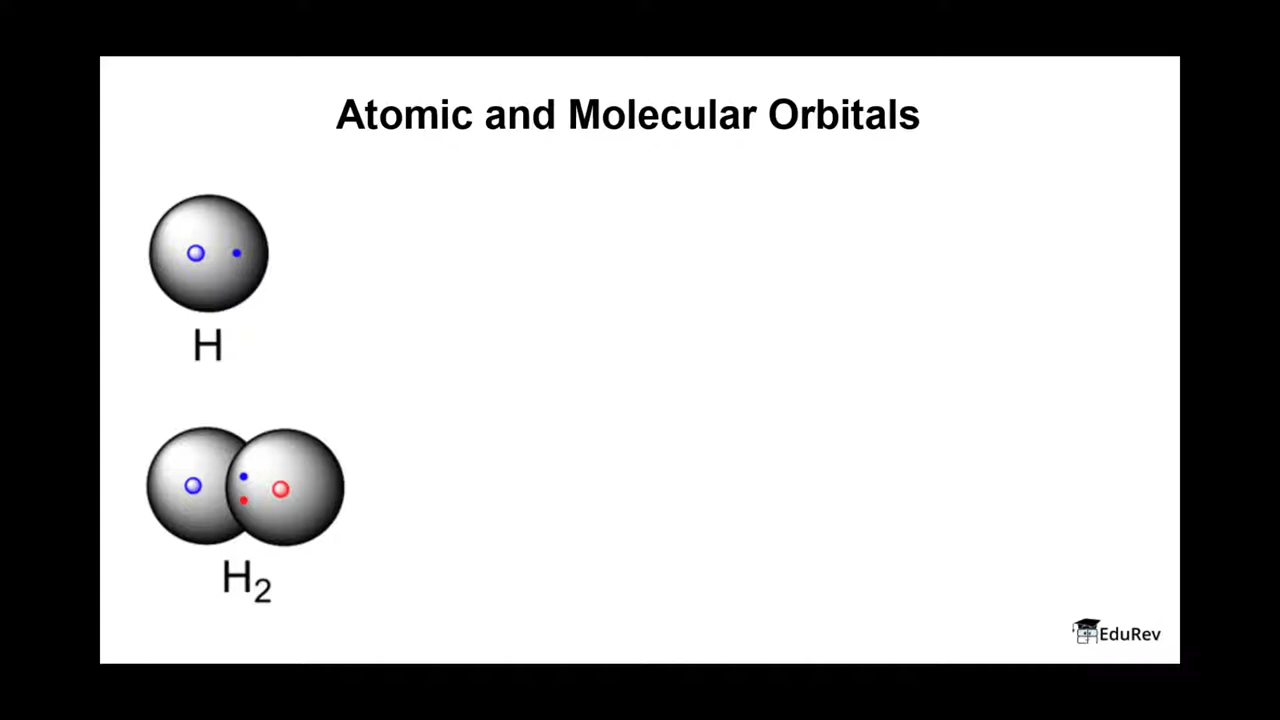 Atomic and Molecular Orbitals
H
H₂
EduRev